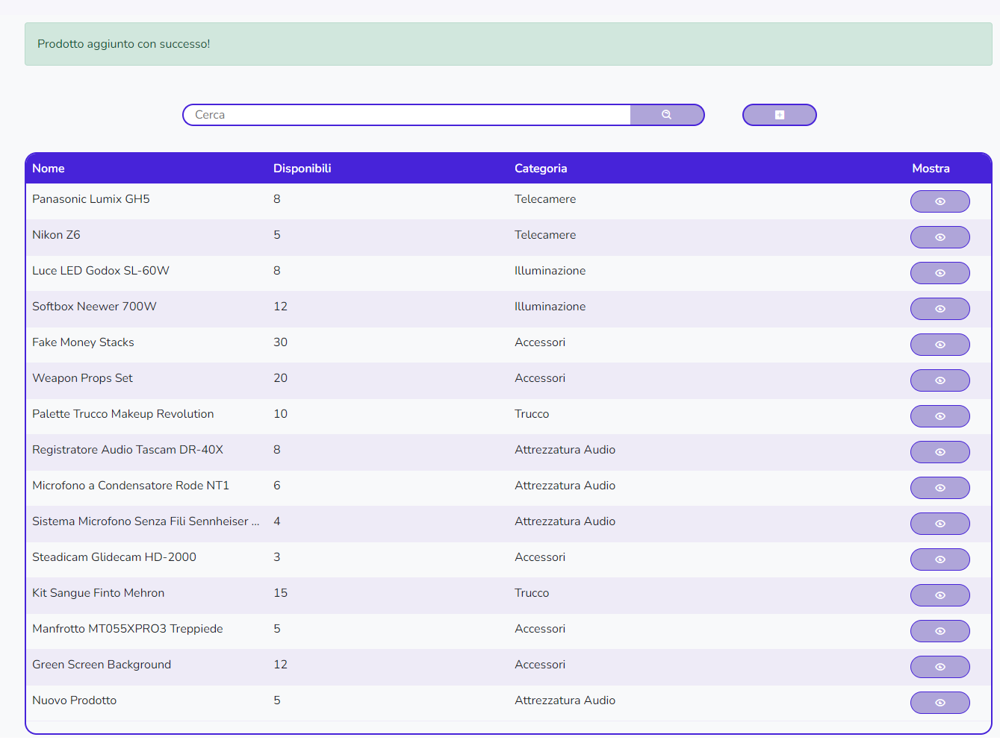 Prodotto aggiunto con successo!
Cerca
Nome Disponibili Categoria Mostra
Panasonic Lumix GH5 8 Telecamere
Nikon Z6 5 Telecamere
Luce LED Godox SL-60W 8 Illuminazione
Softbox Neewer 700W 12 Illuminazione
Fake Money Stacks 30 Accessori
Weapon Props Set 20 Accessori
Palette Trucco Makeup Revolution 10 Trucco
Registratore Audio Tascam DR-40X 8 Attrezzatura Audio
Microfono a Condensatore Rode NT1 6 Attrezzatura Audio
Sistema Microfono Senza Fili Sennheiser ... 4 Attrezzatura Audio
Steadicam Glidecam HD-2000 3 Accessori
Kit Sangue Finto Mehron 15 Trucco
Manfrotto MT055XPRO3 Treppiede 5 Accessori
Green Screen Background 12 Accessori
Nuovo Prodotto 5 Attrezzatura Audio